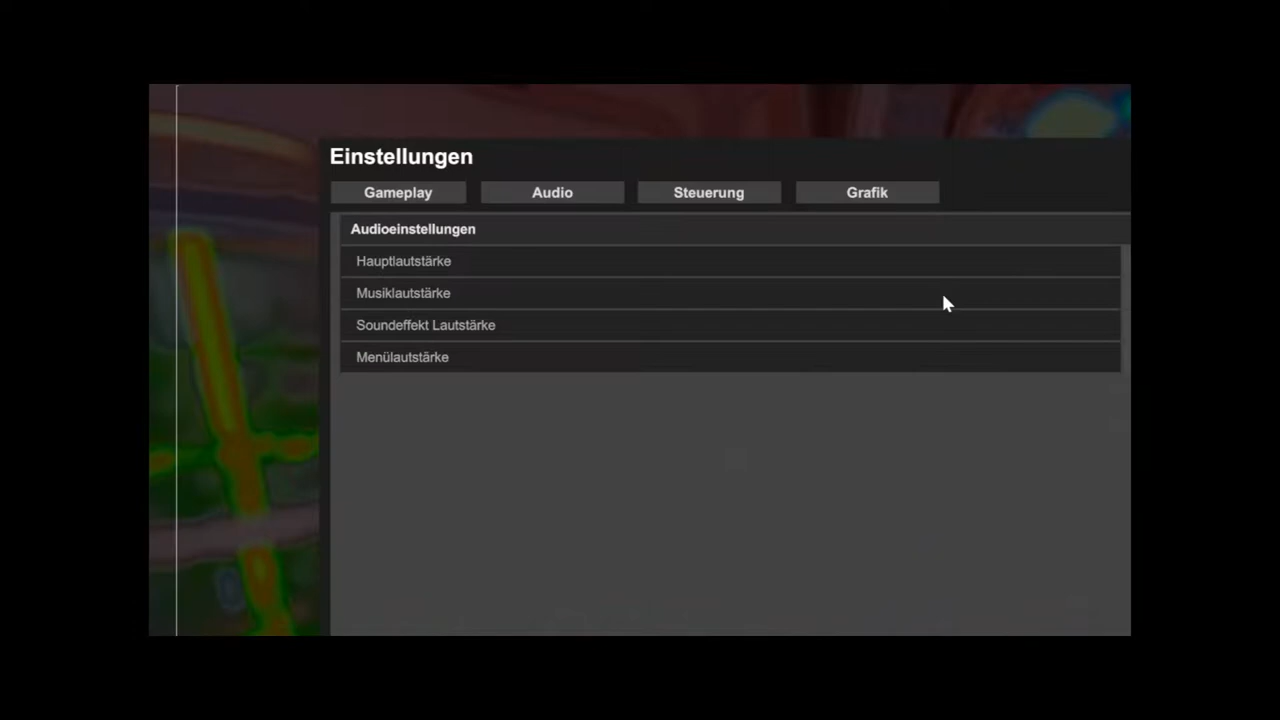 Einstellungen
Gameplay Audio Steuerung Grafik
Audioeinstellungen
Hauptlautstärke
Musiklautstärke
Soundeffekt Lautstärke
Menülautstärke